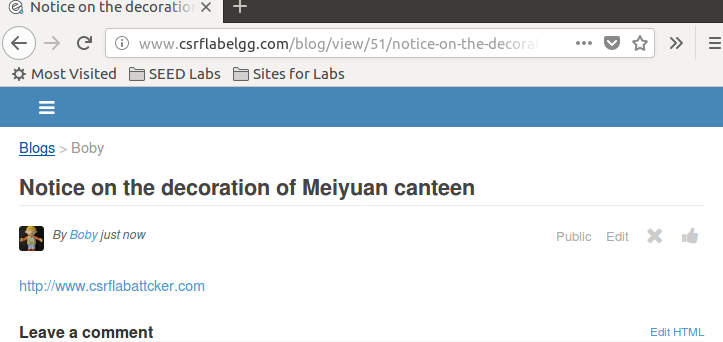 Notice on the decoration
www.csrflabelgg.com/blog/view/51/notice-on-the-decorat
Most Visited SEED Labs Sites for Labs
Blogs > Boby
Notice on the decoration of Meiyuan canteen
By Boby just now Public Edit
http://www.csrflabattcker.com
Leave a comment Edit HTML